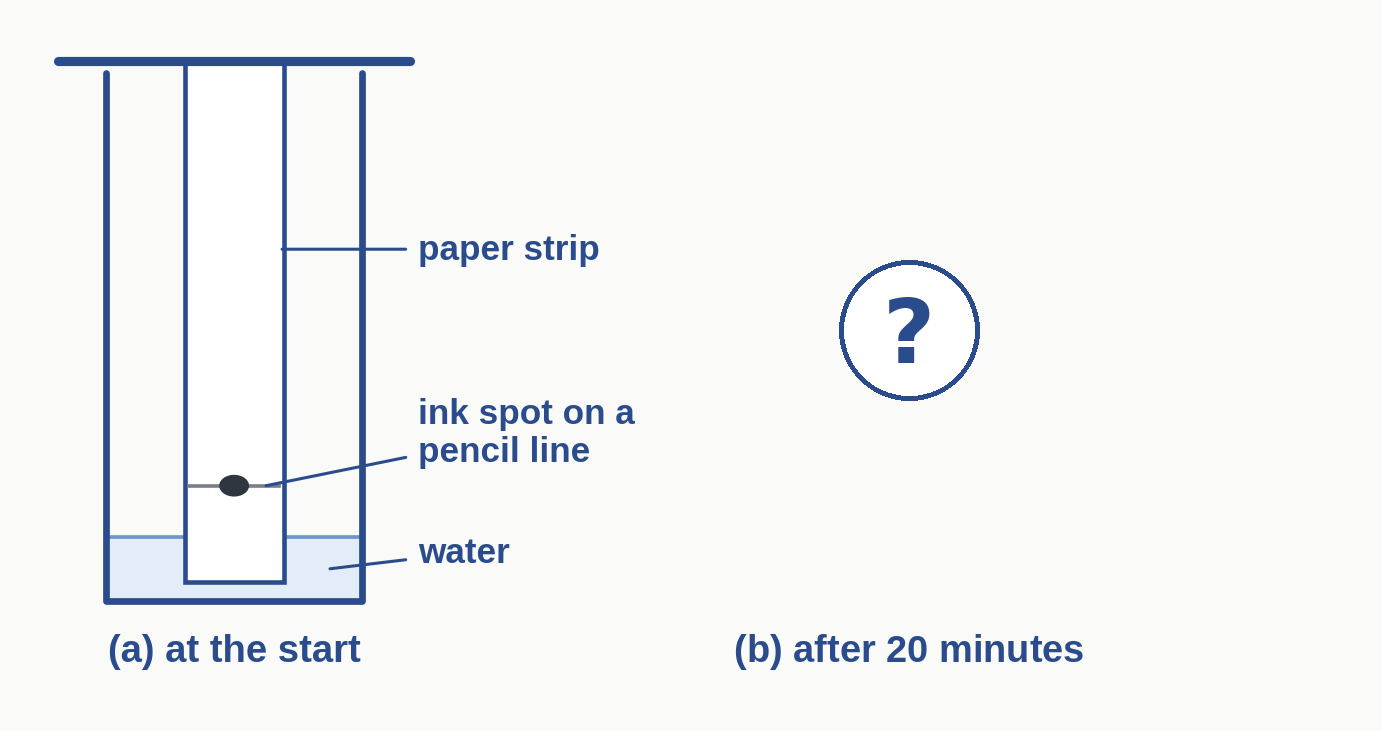 paper strip
ink spot on a
pencil line
water
(a) at the start
?
(b) after 20 minutes